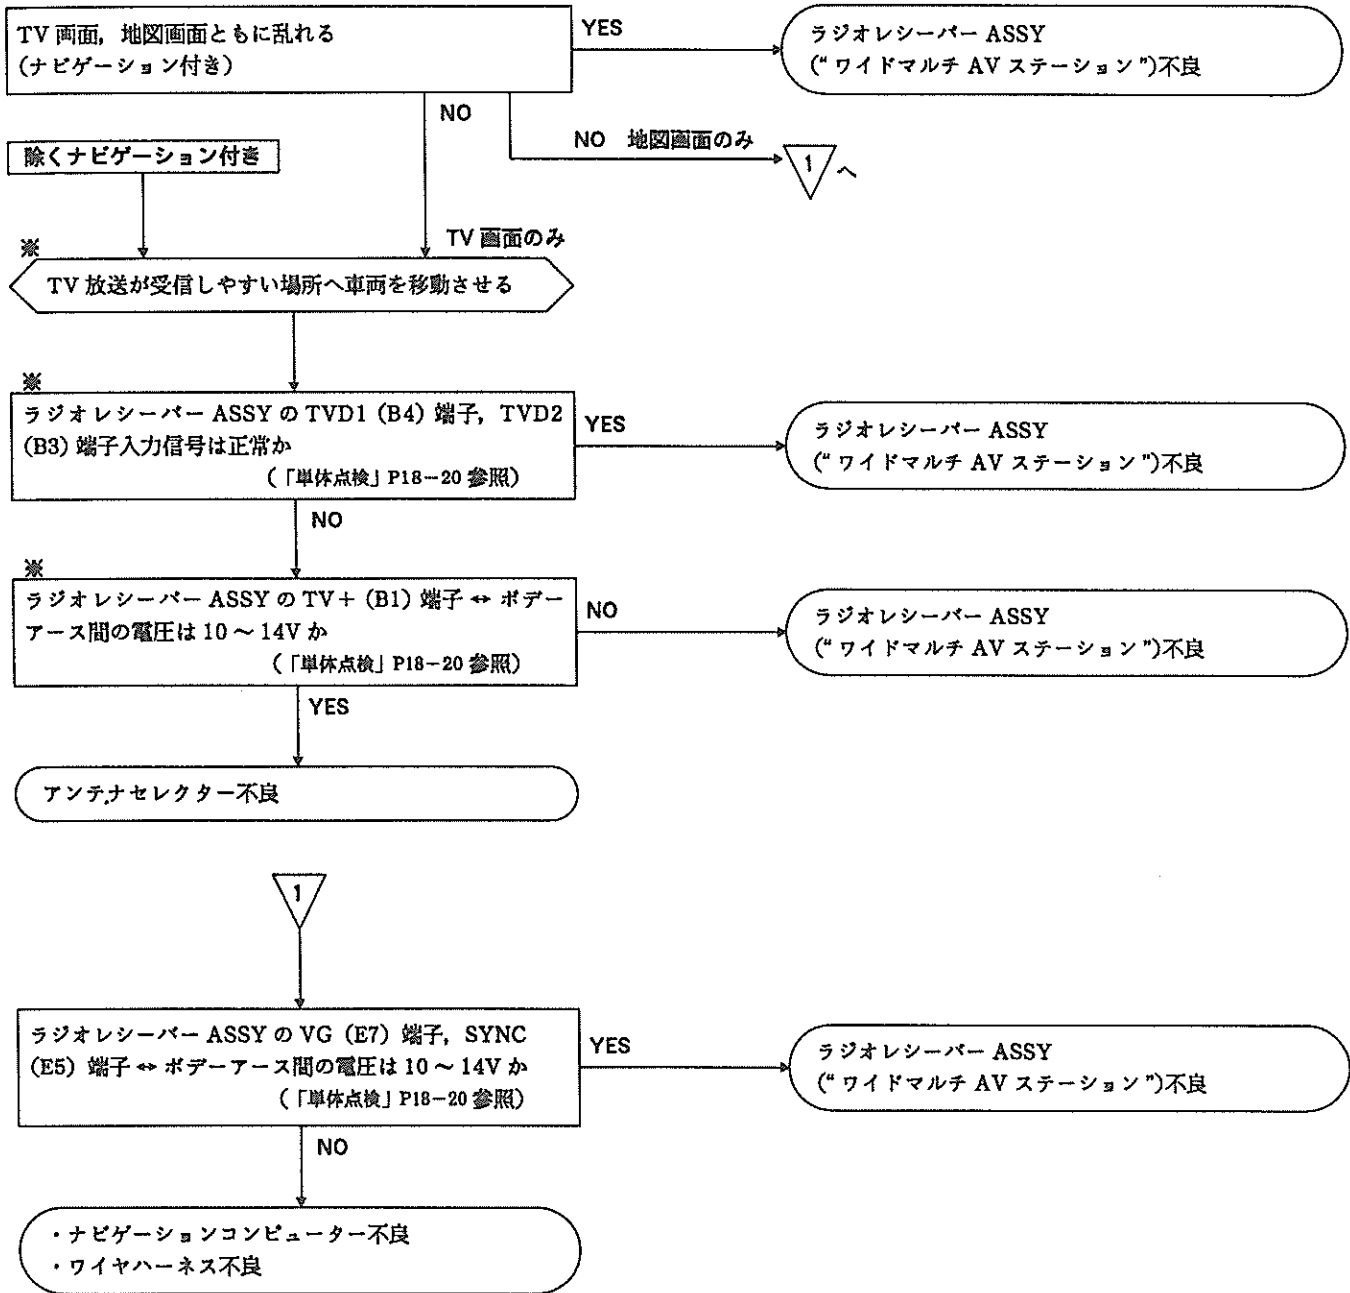 TV 画面,地図画面ともに乱れる
(ナビゲーション付き)
YES
ラジオレシーバー ASSY
(“ワイドマルチ AV ステーション”)不良
NO
NO 地図画面のみ
1 へ
除くナビゲーション付き
TV 画面のみ
※
TV 放送が受信しやすい場所へ車両を移動させる
※
ラジオレシーバー ASSY の TVD1 (B4) 端子,TVD2
(B3) 端子入力信号は正常か
(「単体点検」P18-20 参照)
YES
ラジオレシーバー ASSY
(“ワイドマルチ AV ステーション”)不良
NO
※
ラジオレシーバー ASSY の TV+ (B1) 端子 ↔ ボデー
アース間の電圧は 10 ~ 14V か
(「単体点検」P18-20 参照)
NO
ラジオレシーバー ASSY
(“ワイドマルチ AV ステーション”)不良
YES
アンテナセレクター不良
1
ラジオレシーバー ASSY の VG (E7) 端子,SYNC
(E5) 端子 ↔ ボデーアース間の電圧は 10 ~ 14V か
(「単体点検」P18-20 参照)
YES
ラジオレシーバー ASSY
(“ワイドマルチ AV ステーション”)不良
NO
・ナビゲーションコンピューター不良
・ワイヤハーネス不良